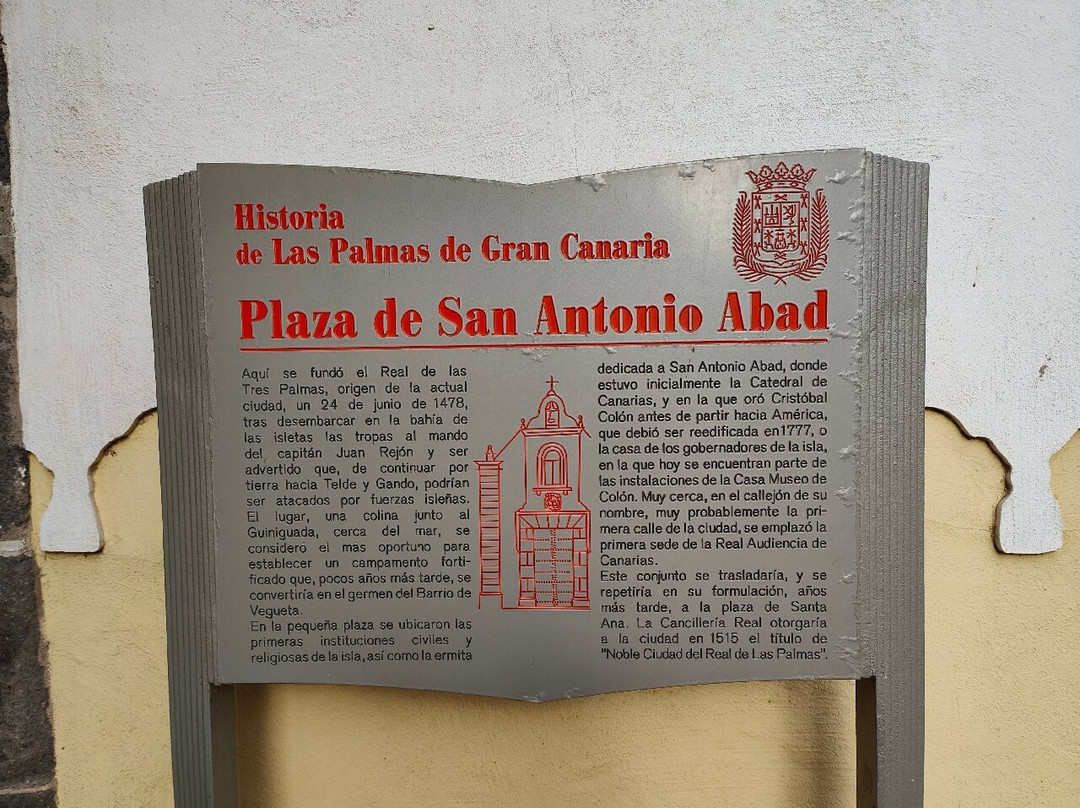 Historia
de Las Palmas de Gran Canaria
Plaza de San Antonio Abad
Aquí se fundó el Real de las
Tres Palmas, origen de la actual
ciudad, un 24 de junio de 1478,
tras desembarcar en la bahía de
las isletas las tropas al mando
del capitán Juan Rejón y ser
advertido que, de continuar por
tierra hacia Telde y Gando, podrían
ser atacados por fuerzas isleñas.
El lugar, una colina junto al
Guiniguada, cerca del mar, se
consideró el mas oportuno para
establecer un campamento forti-
ficado que, pocos años más tarde, se
convertiría en el germen del Barrio de
Vegueta.
En la pequeña plaza se ubicaron las
primeras instituciones civiles y
religiosas de la isla, así como la ermita
dedicada a San Antonio Abad, donde
estuvo inicialmente la Catedral de
Canarias, y en la que oró Cristóbal
Colón antes de partir hacia América,
que debió ser reedificada en1777, o
la casa de los gobernadores de la isla,
en la que hoy se encuentran parte de
las instalaciones de la Casa Museo de
Colón. Muy cerca, en el callejón de su
nombre, muy probablemente la pri-
mera calle de la ciudad, se emplazó la
primera sede de la Real Audiencia de
Canarias.
Este conjunto se trasladaría, y se
repetiría en su formulación, años
más tarde, a la plaza de Santa
Ana. La Cancillería Real otorgaría
a la ciudad en 1515 el título de
"Noble Ciudad del Real de Las Palmas".